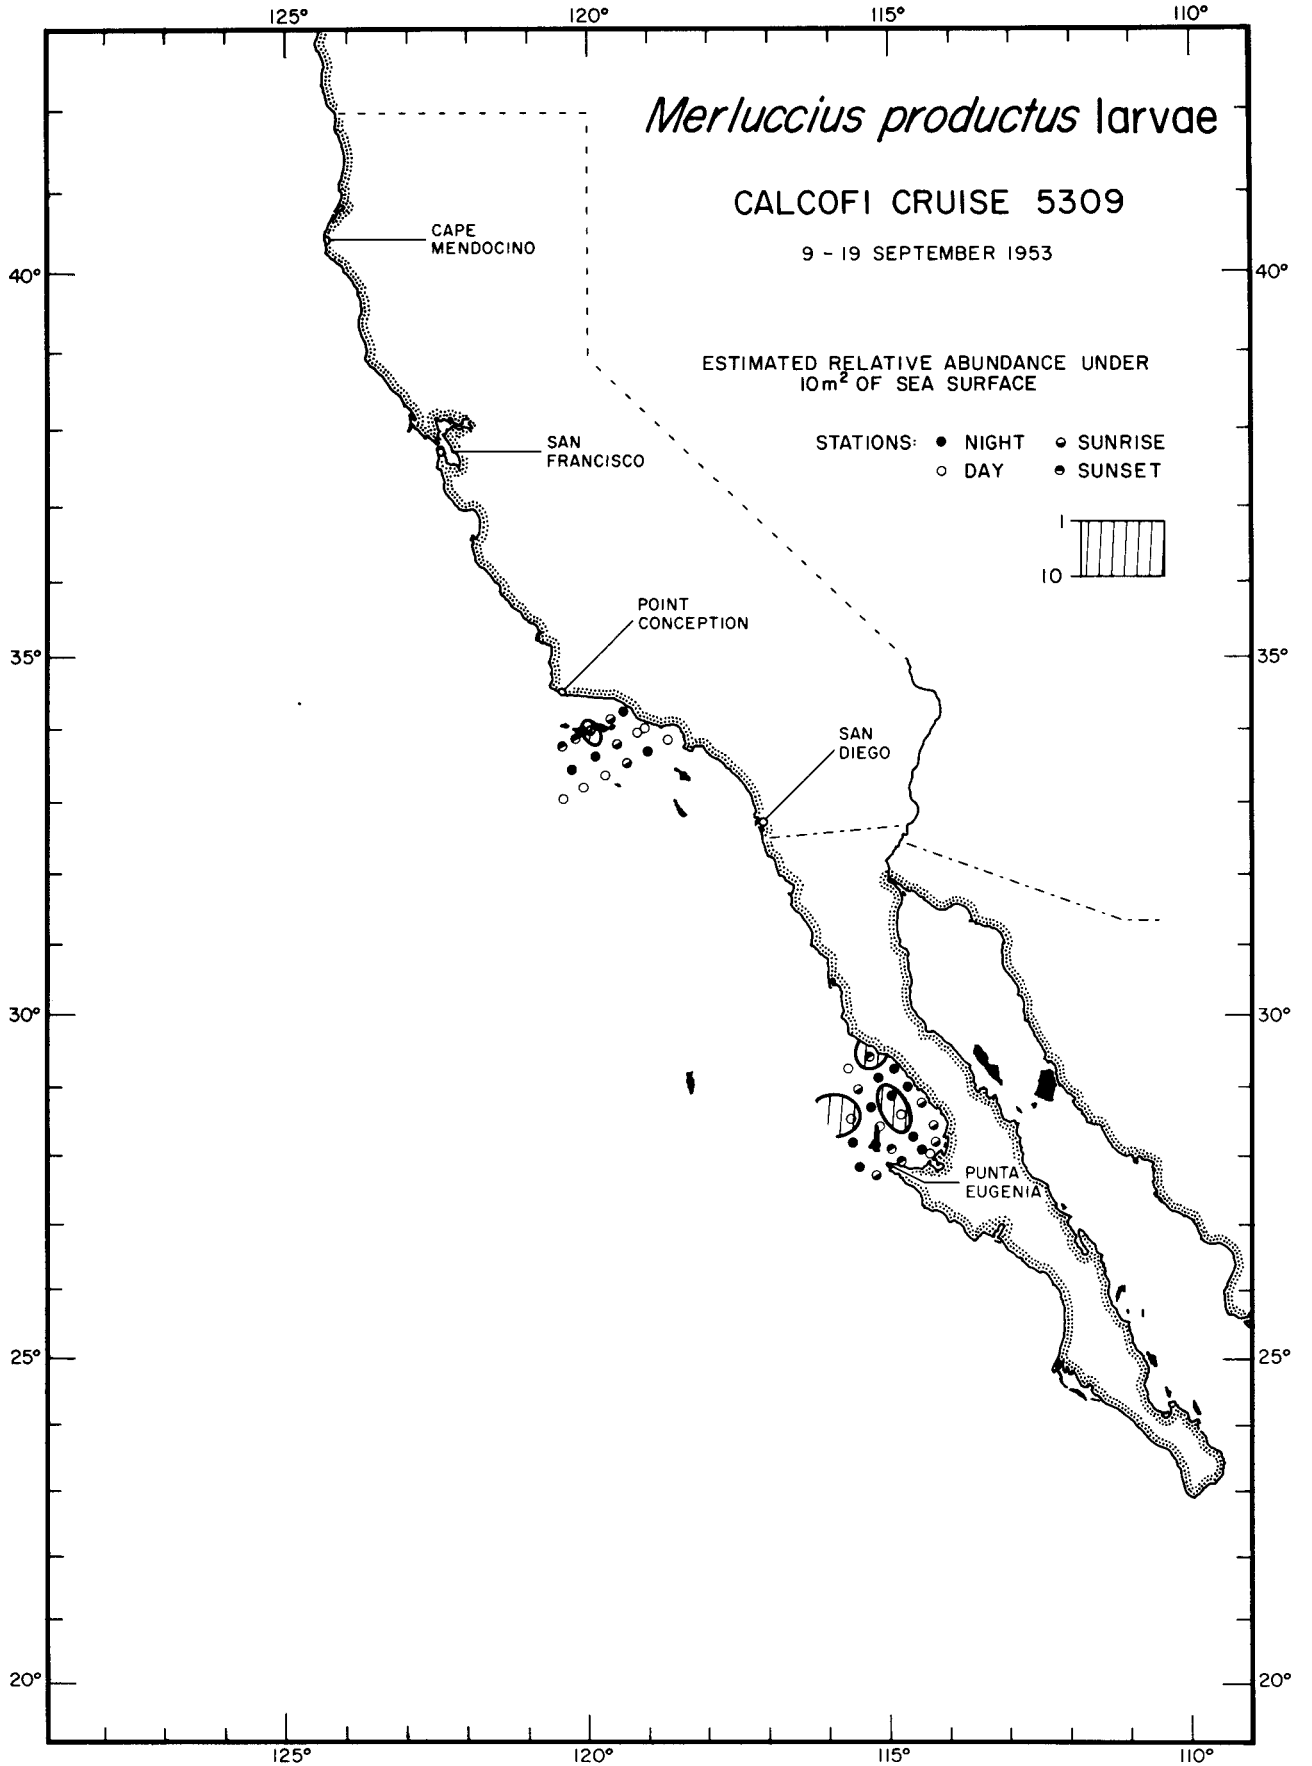 125° 120° 115° 110°
Merluccius productus larvae
CALCOFI CRUISE 5309
9 - 19 SEPTEMBER 1953
CAPE
MENDOCINO
40° 40°
ESTIMATED RELATIVE ABUNDANCE UNDER
10m² OF SEA SURFACE
STATIONS: NIGHT SUNRISE
DAY SUNSET
SAN
FRANCISCO
1
10
POINT
CONCEPTION
35° 35°
SAN
DIEGO
30° 30°
PUNTA
EUGENIA
25° 25°
20° 20°
125° 120° 115° 110°